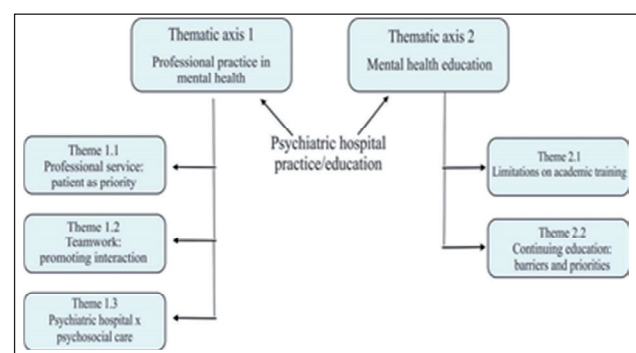 Thematic axis 1
Professional practice in
mental health
Thematic axis 2
Mental health education
Psychiatric hospital
practice/education
Theme 1.1
Professional service:
patient as priority
Theme 1.2
Teamwork:
promoting interaction
Theme 1.3
Psychiatric hospital x
psychosocial care
Theme 2.1
Limitations on academic training
Theme 2.2
Continuing education:
barriers and priorities